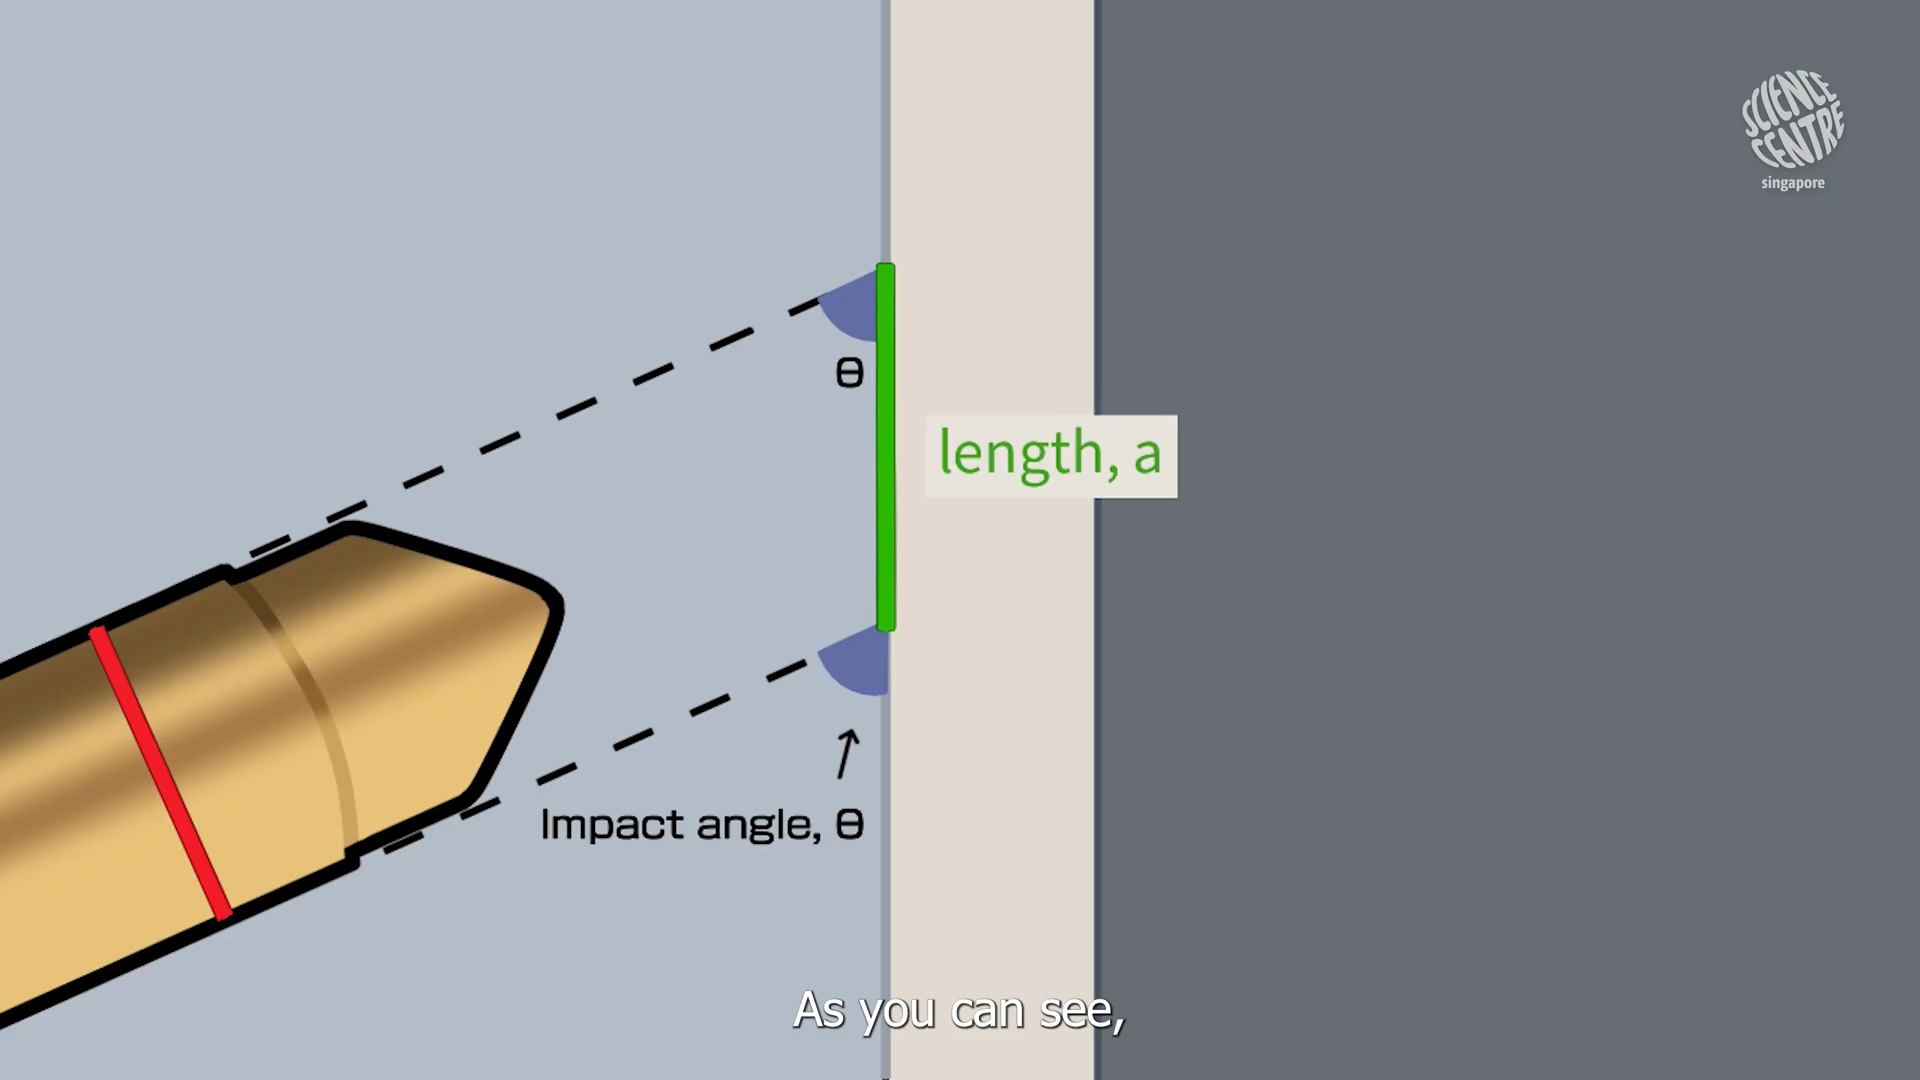 SCIENCE
CENTRE
singapore
θ
length, a
Impact angle, θ
As you can see,